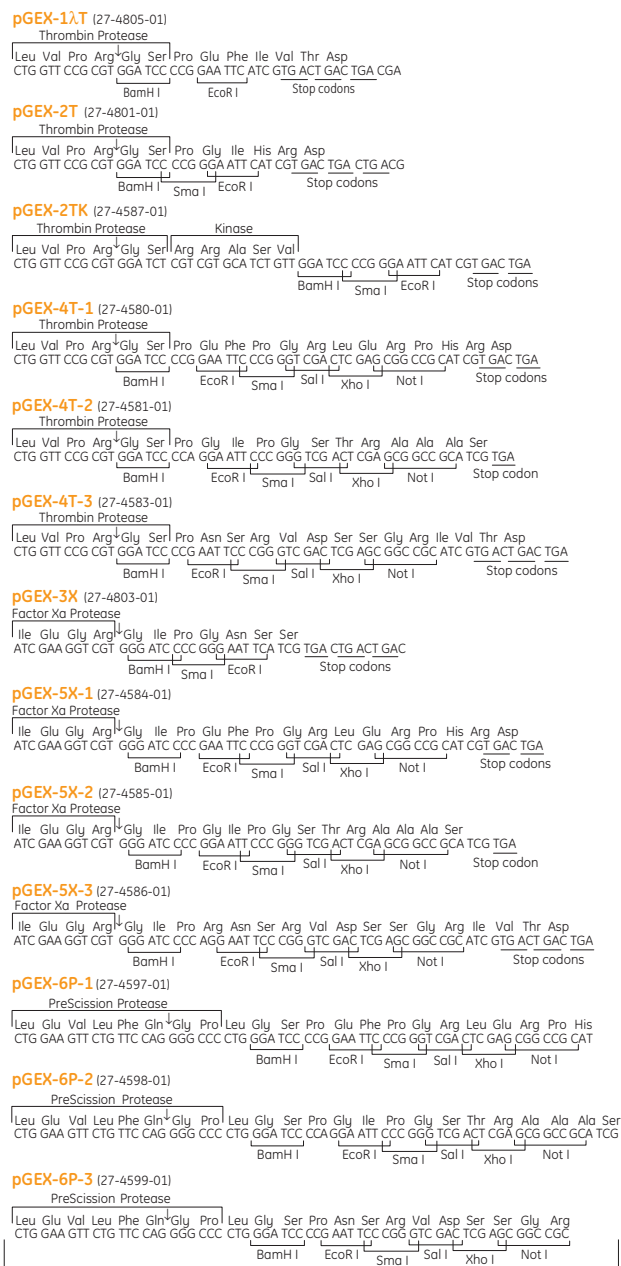 pGEX-1λT (27-4805-01)
Thrombin Protease
Leu Val Pro Arg↓Gly Ser Pro Glu Phe Ile Val Thr Asp
CTG GTT CCG CGT GGA TCC CCG GAA TTC ATC GTG ACT GAC TGA CGA
BamH I EcoR I Stop codons
pGEX-2T (27-4801-01)
Thrombin Protease
Leu Val Pro Arg↓Gly Ser Pro Gly Ile His Arg Asp
CTG GTT CCG CGT GGA TCC CCG GGA ATT CAT CGT GAC TGA CTG ACG
BamH I Sma I EcoR I Stop codons
pGEX-2TK (27-4587-01)
Thrombin Protease Kinase
Leu Val Pro Arg↓Gly Ser Arg Arg Ala Ser Val
CTG GTT CCG CGT GGA TCT CGT CGT GCA TCT GTT GGA TCC CCG GGA ATT CAT CGT GAC TGA
BamH I Sma I EcoR I Stop codons
pGEX-4T-1 (27-4580-01)
Thrombin Protease
Leu Val Pro Arg↓Gly Ser Pro Glu Phe Pro Gly Arg Leu Glu Arg Pro His Arg Asp
CTG GTT CCG CGT GGA TCC CCG GAA TTC CCG GGT CGA CTC GAG CGG CCG CAT CGT GAC TGA
BamH I EcoR I Sma I Sal I Xho I Not I Stop codons
pGEX-4T-2 (27-4581-01)
Thrombin Protease
Leu Val Pro Arg↓Gly Ser Pro Gly Ile Pro Gly Ser Thr Arg Ala Ala Ala Ser
CTG GTT CCG CGT GGA TCC CCA GGA ATT CCC GGG TCG ACT CGA GCG GCC GCA TCG TGA
BamH I EcoR I Sma I Sal I Xho I Not I Stop codon
pGEX-4T-3 (27-4583-01)
Thrombin Protease
Leu Val Pro Arg↓Gly Ser Pro Asn Ser Arg Val Asp Ser Ser Gly Arg Ile Val Thr Asp
CTG GTT CCG CGT GGA TCC CCG AAT TCC CGG GTC GAC TCG AGC GGC CGC ATC GTG ACT GAC TGA
BamH I EcoR I Sma I Sal I Xho I Not I Stop codons
pGEX-3X (27-4803-01)
Factor Xa Protease
Ile Glu Gly Arg↓Gly Ile Pro Gly Asn Ser Ser
ATC GAA GGT CGT GGG ATC CCC GGG AAT TCA TCG TGA CTG ACT GAC
BamH I Sma I EcoR I Stop codons
pGEX-5X-1 (27-4584-01)
Factor Xa Protease
Ile Glu Gly Arg↓Gly Ile Pro Glu Phe Pro Gly Arg Leu Glu Arg Pro His Arg Asp
ATC GAA GGT CGT GGG ATC CCC GAA TTC CCG GGT CGA CTC GAG CGG CCG CAT CGT GAC TGA
BamH I EcoR I Sma I Sal I Xho I Not I Stop codons
pGEX-5X-2 (27-4585-01)
Factor Xa Protease
Ile Glu Gly Arg↓Gly Ile Pro Gly Ile Pro Gly Ser Thr Arg Ala Ala Ala Ser
ATC GAA GGT CGT GGG ATC CCC GGA ATT CCC GGG TCG ACT CGA GCG GCC GCA TCG TGA
BamH I EcoR I Sma I Sal I Xho I Not I Stop codon
pGEX-5X-3 (27-4586-01)
Factor Xa Protease
Ile Glu Gly Arg↓Gly Ile Pro Arg Asn Ser Arg Val Asp Ser Ser Gly Arg Ile Val Thr Asp
ATC GAA GGT CGT GGG ATC CCC AGG AAT TCC CGG GTC GAC TCG AGC GGC CGC ATC GTG ACT GAC TGA
BamH I EcoR I Sma I Sal I Xho I Not I Stop codons
pGEX-6P-1 (27-4597-01)
PreScission Protease
Leu Glu Val Leu Phe Gln↓Gly Pro Leu Gly Ser Pro Glu Phe Pro Gly Arg Leu Glu Arg Pro His
CTG GAA GTT CTG TTC CAG GGG CCC CTG GGA TCC CCG GAA TTC CCG GGT CGA CTC GAG CGG CCG CAT
BamH I EcoR I Sma I Sal I Xho I Not I
pGEX-6P-2 (27-4598-01)
PreScission Protease
Leu Glu Val Leu Phe Gln↓Gly Pro Leu Gly Ser Pro Gly Ile Pro Gly Ser Thr Arg Ala Ala Ala Ser
CTG GAA GTT CTG TTC CAG GGG CCC CTG GGA TCC CCA GGA ATT CCC GGG TCG ACT CGA GCG GCC GCA TCG
BamH I EcoR I Sma I Sal I Xho I Not I
pGEX-6P-3 (27-4599-01)
PreScission Protease
Leu Glu Val Leu Phe Gln↓Gly Pro Leu Gly Ser Pro Asn Ser Arg Val Asp Ser Ser Gly Arg
CTG GAA GTT CTG TTC CAG GGG CCC CTG GGA TCC CCG AAT TCC CGG GTC GAC TCG AGC GGC CGC
BamH I EcoR I Sma I Sal I Xho I Not I